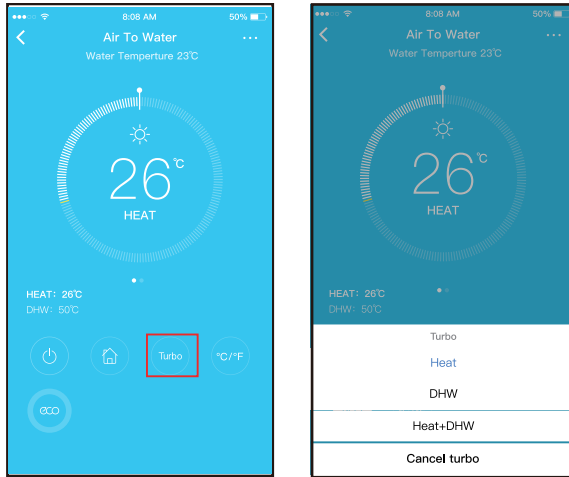 8:08 AM 50%
Air To Water
Water Temperture 23℃
26℃
HEAT
HEAT: 26℃
DHW: 50℃
Turbo
℃/°F
eco
8:08 AM 50%
Air To Water
Water Temperture 23℃
26℃
HEAT
HEAT: 26℃
DHW: 50℃
Turbo
Heat
DHW
Heat+DHW
Cancel turbo